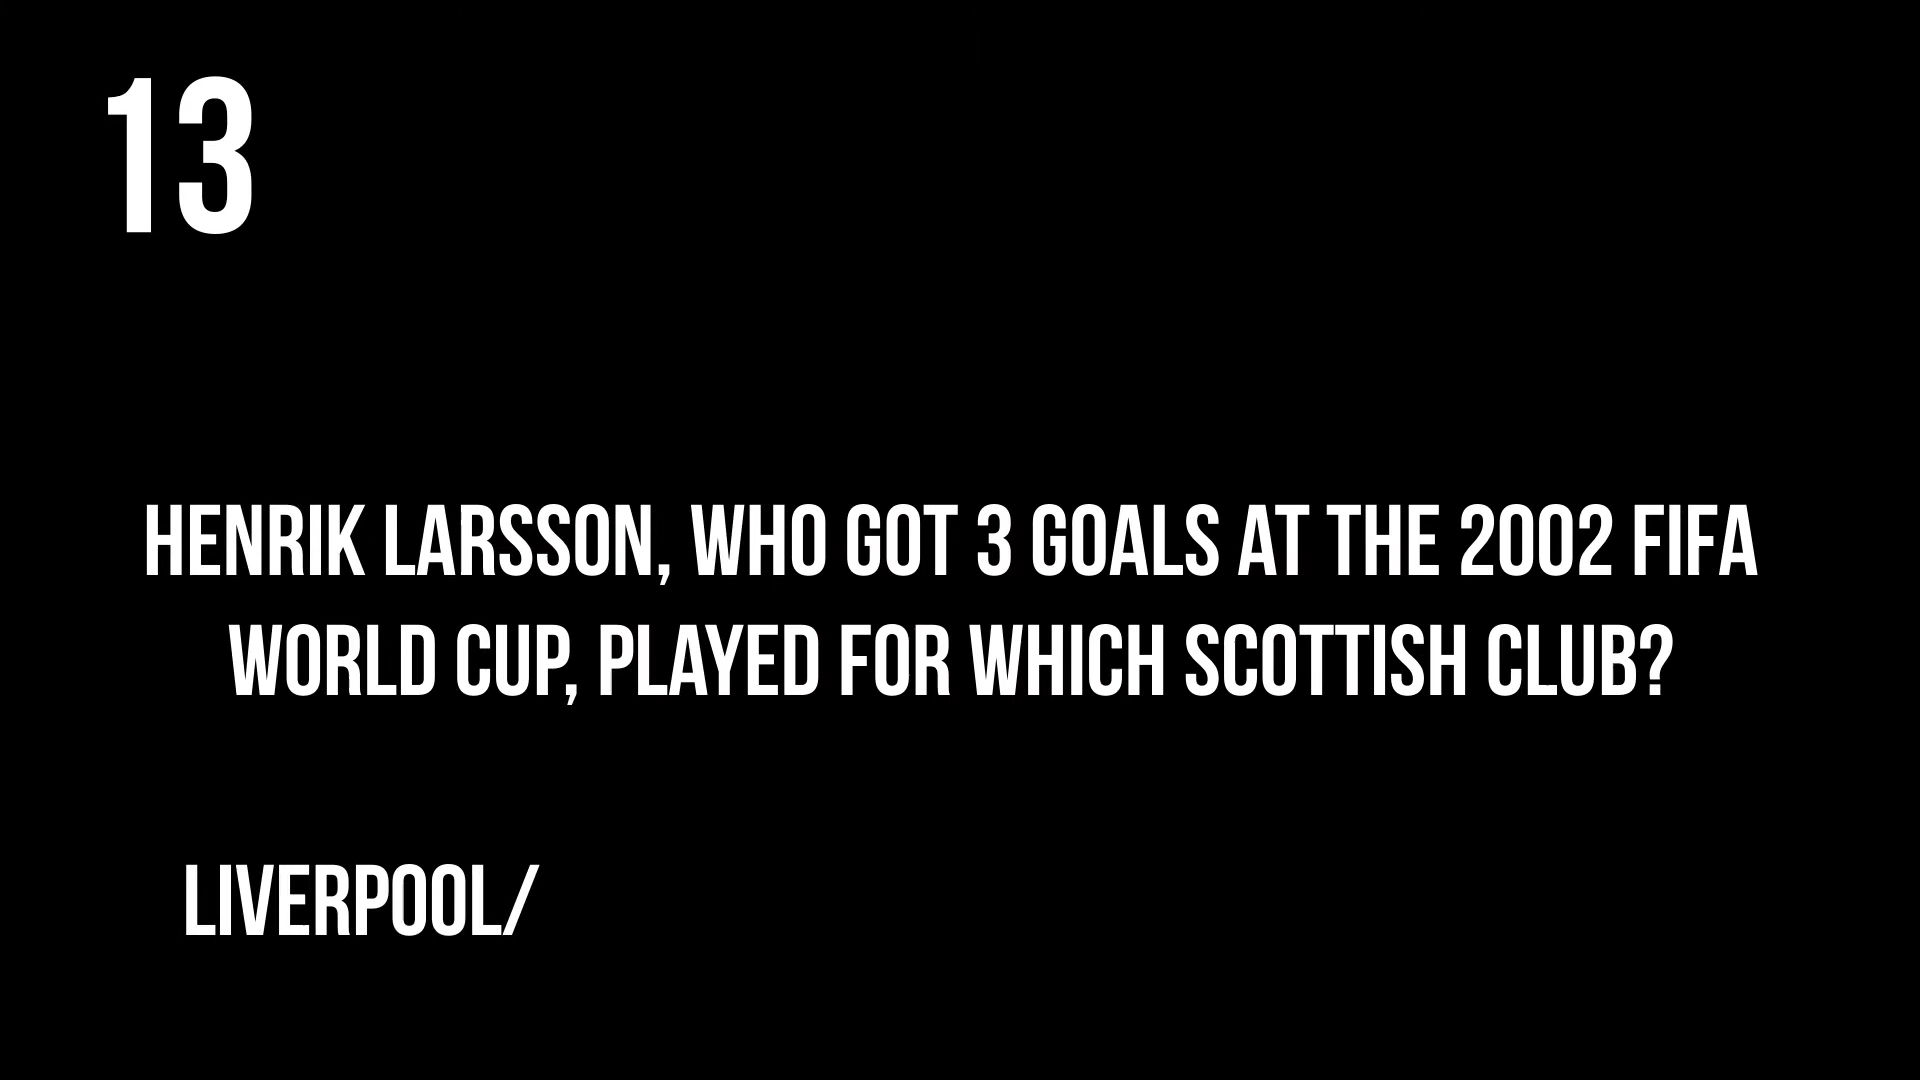 13
HENRIK LARSSON, WHO GOT 3 GOALS AT THE 2002 FIFA
WORLD CUP, PLAYED FOR WHICH SCOTTISH CLUB?
LIVERPOOL/